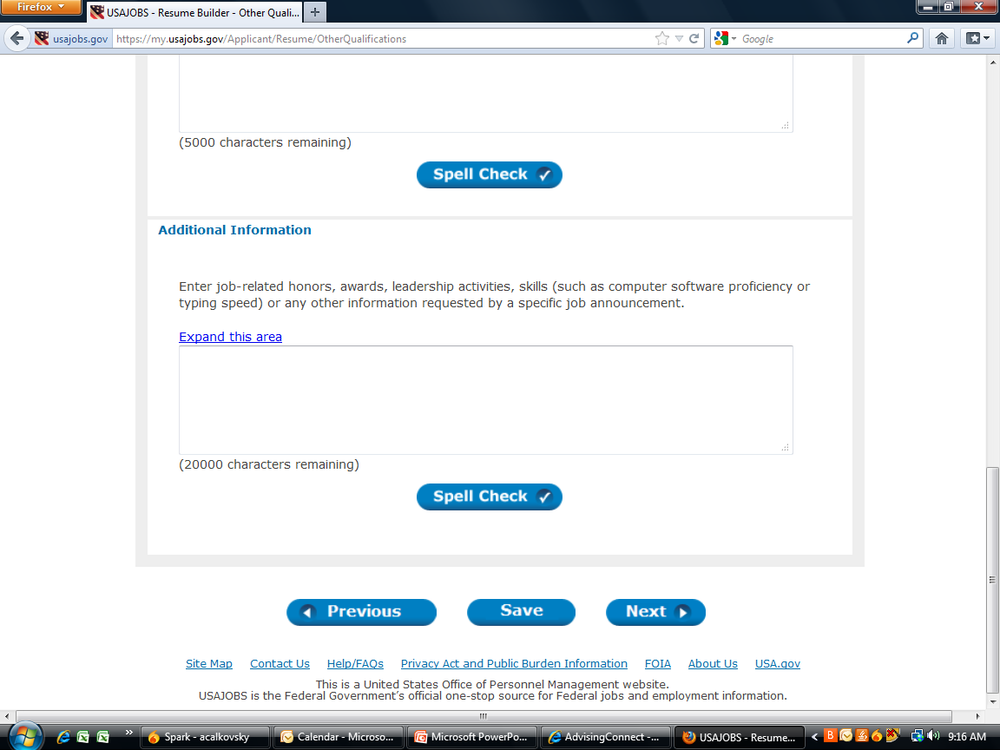 Firefox
USAJOBS - Resume Builder - Other Quali...
usajobs.gov
https://my.usajobs.gov/Applicant/Resume/OtherQualifications
Google
(5000 characters remaining)
Spell Check
Additional Information
Enter job-related honors, awards, leadership activities, skills (such as computer software proficiency or
typing speed) or any other information requested by a specific job announcement.
Expand this area
(20000 characters remaining)
Spell Check
Previous
Save
Next
Site Map Contact Us Help/FAQs Privacy Act and Public Burden Information FOIA About Us USA.gov
This is a United States Office of Personnel Management website.
USAJOBS is the Federal Government's official one-stop source for Federal jobs and employment information.
Spark - acalkovsky
Calendar - Microso...
Microsoft PowerPo...
AdvisingConnect -...
USAJOBS - Resume...
B
9:16 AM